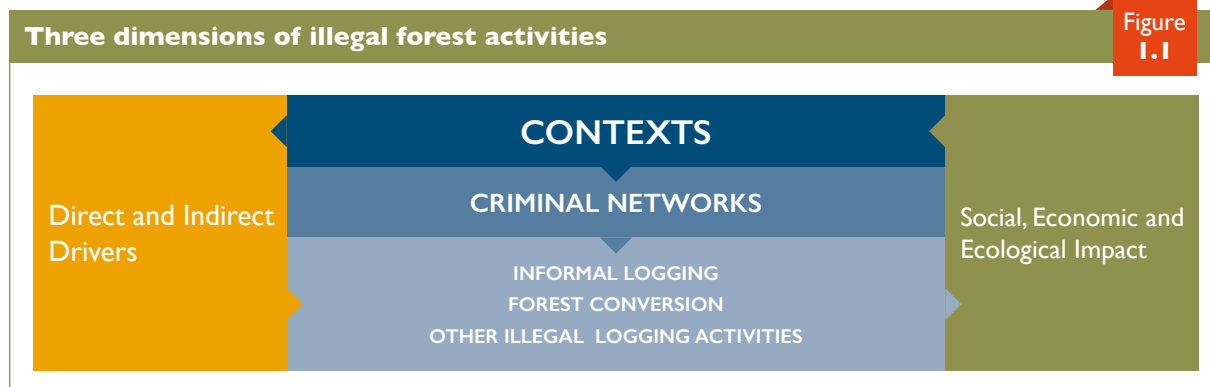 Three dimensions of illegal forest activities
Figure
1.1
Direct and Indirect
Drivers
CONTEXTS
CRIMINAL NETWORKS
INFORMAL LOGGING
FOREST CONVERSION
OTHER ILLEGAL LOGGING ACTIVITIES
Social, Economic and
Ecological Impact